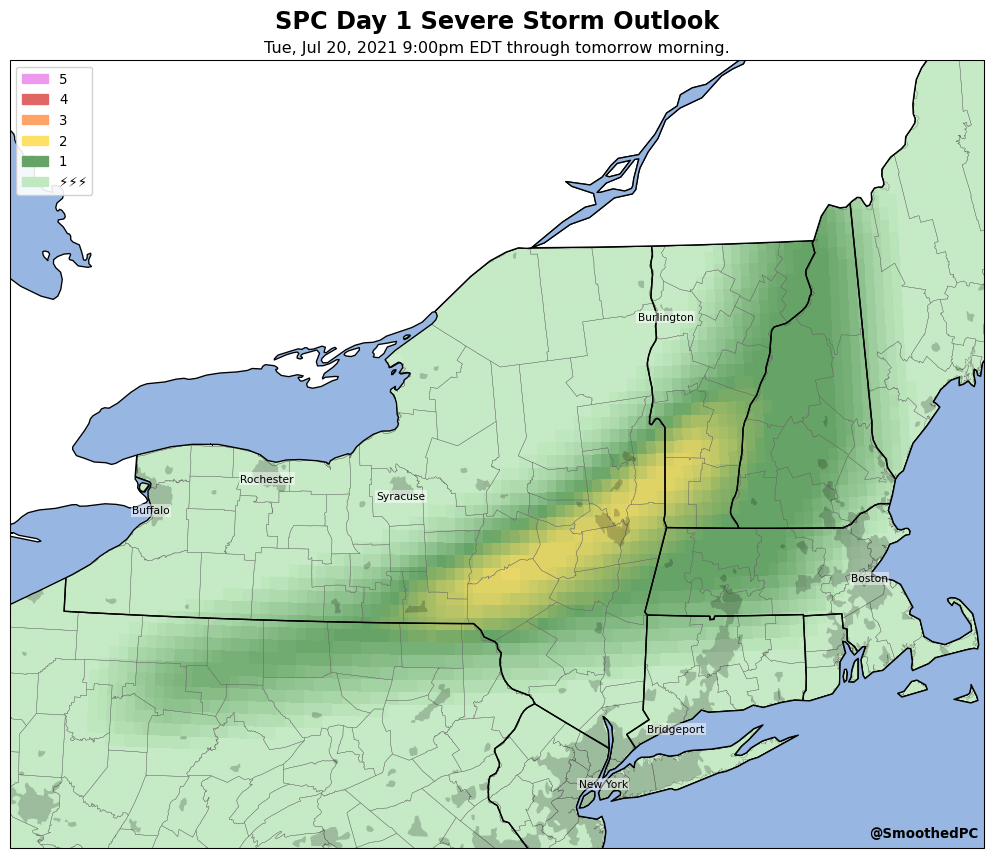 SPC Day 1 Severe Storm Outlook
Tue, Jul 20, 2021 9:00pm EDT through tomorrow morning.
5
4
3
2
1
⚡⚡⚡
Burlington
Rochester
Syracuse
Buffalo
Boston
Bridgeport
New York
@SmoothedPC